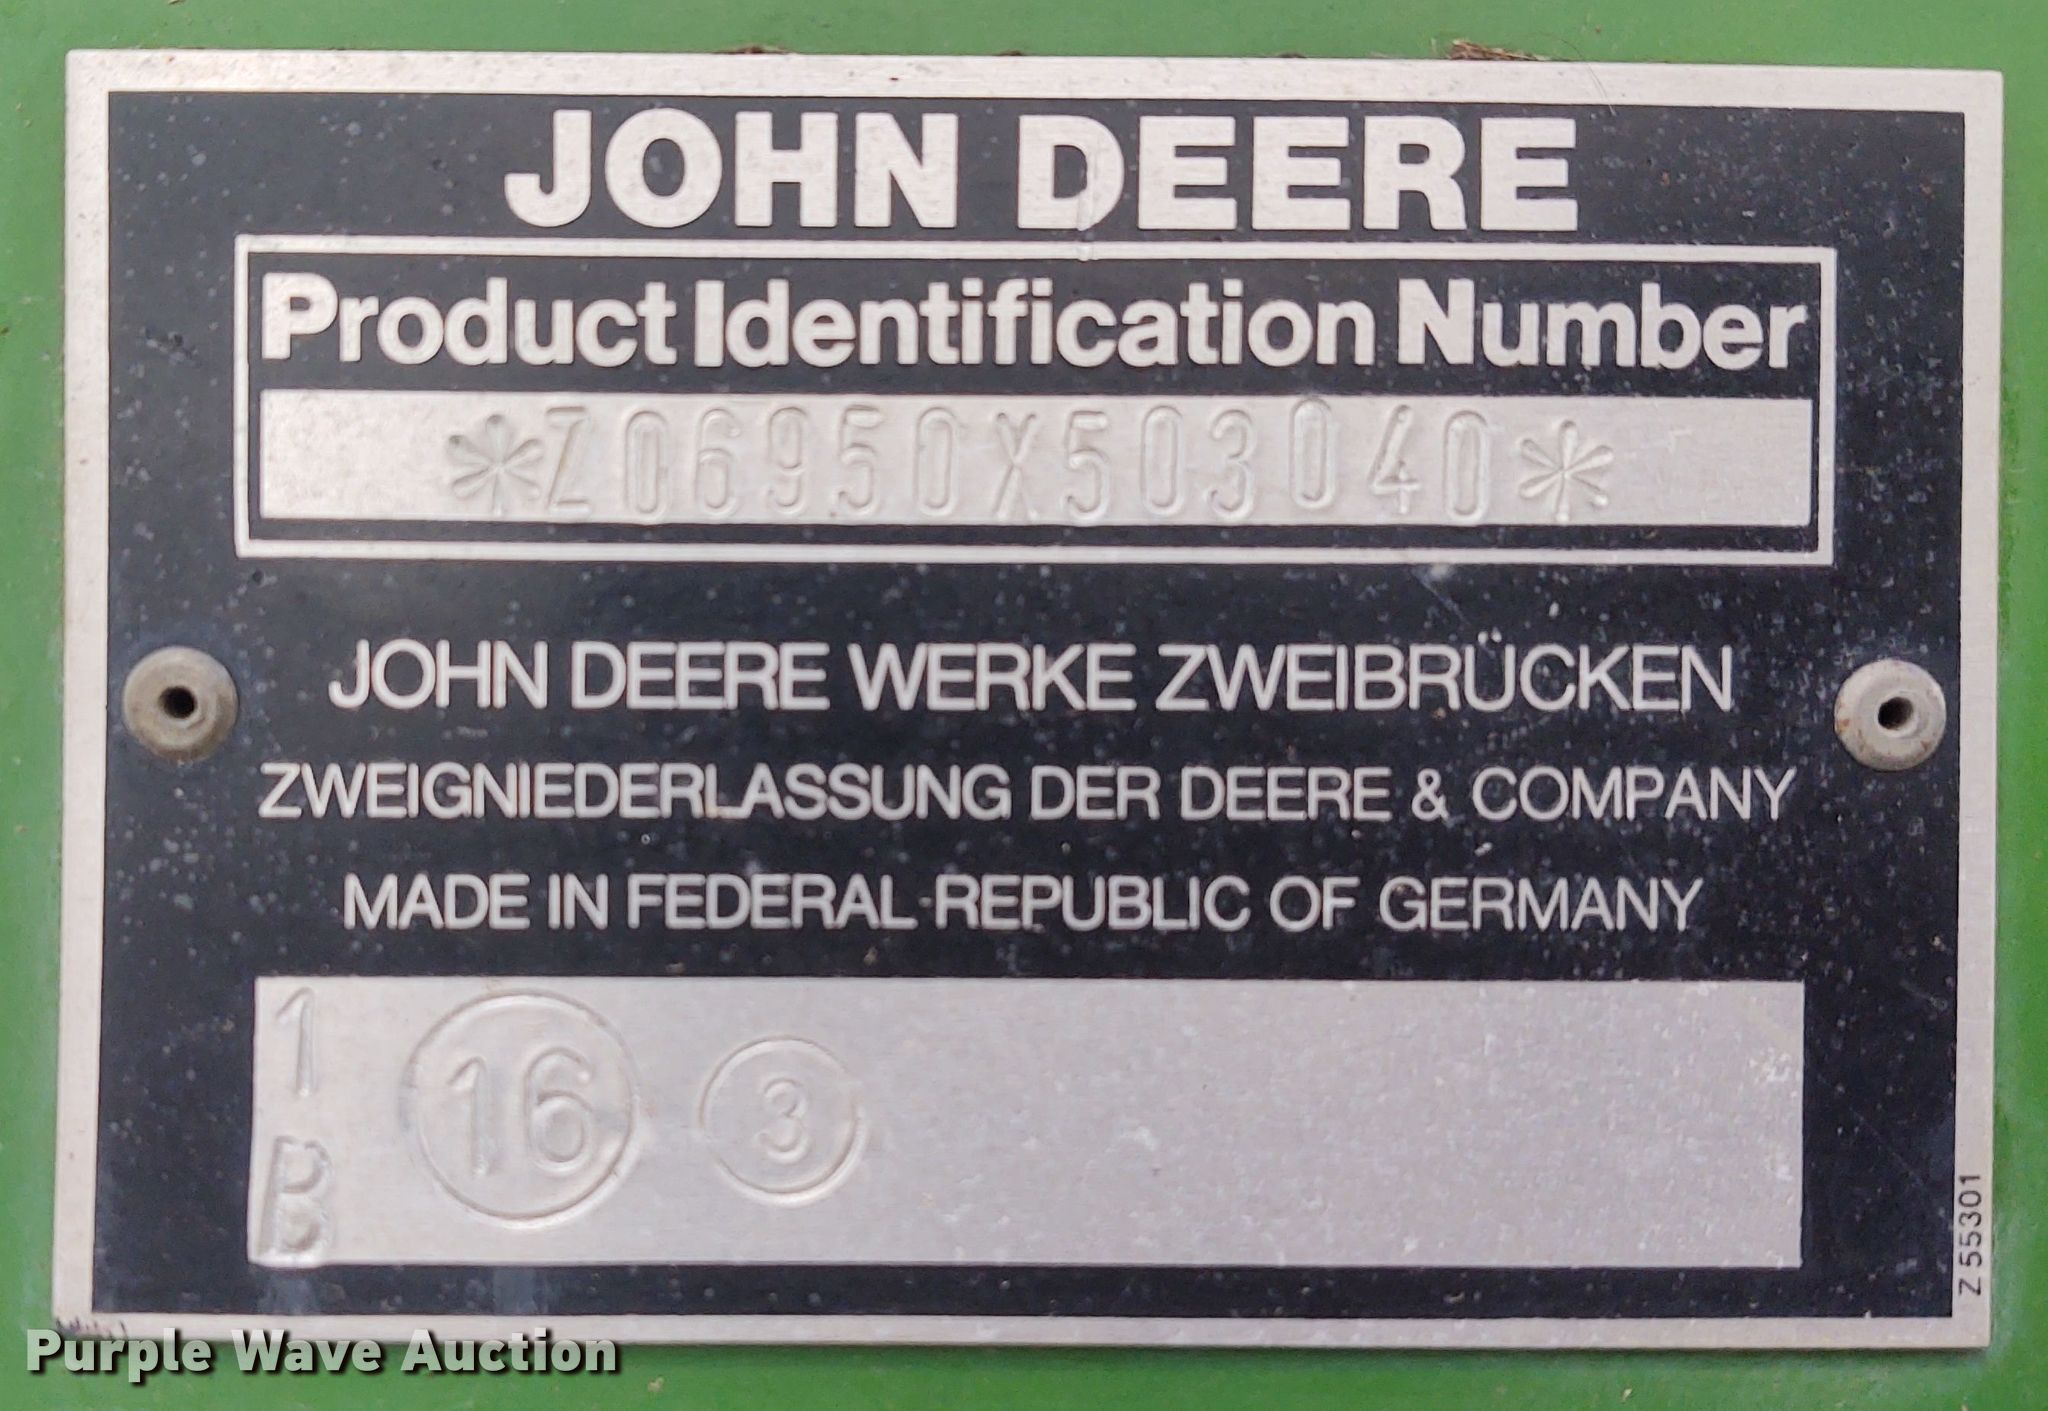 JOHN DEERE
Product Identification Number
*Z06950X503040*
JOHN DEERE WERKE ZWEIBRÜCKEN
ZWEIGNIEDERLASSUNG DER DEERE & COMPANY
MADE IN FEDERAL REPUBLIC OF GERMANY
1 16 3
B
Z 55301
Purple Wave Auction